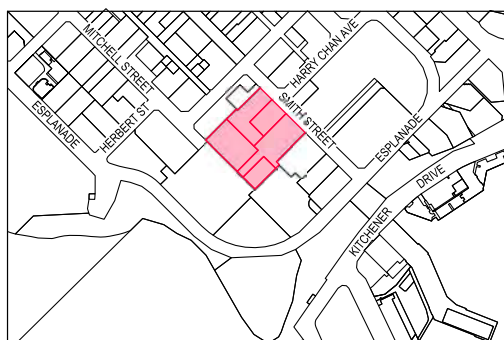 MITCHELL STREET
HARRY CHAN AVE
ESPLANADE
HERBERT ST
SMITH STREET
ESPLANADE
KITCHENER DRIVE